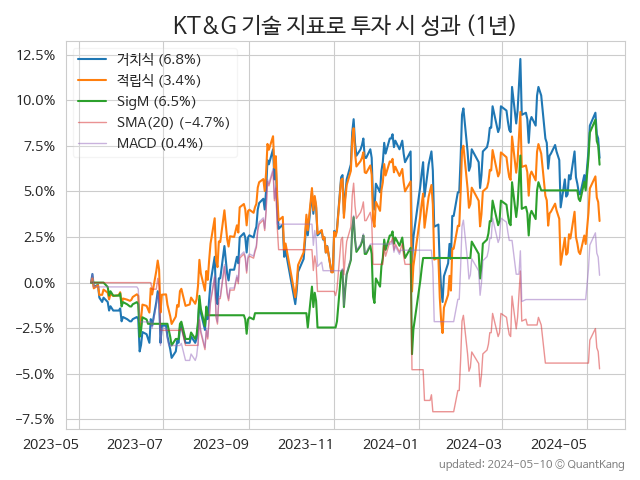 KT&G 기술 지표로 투자 시 성과 (1년)
12.5%
10.0%
7.5%
5.0%
2.5%
0.0%
−2.5%
−5.0%
−7.5%
거치식 (6.8%)
적립식 (3.4%)
SigM (6.5%)
SMA(20) (−4.7%)
MACD (0.4%)
2023-05
2023-07
2023-09
2023-11
2024-01
2024-03
2024-05
updated: 2024-05-10 ⓒ QuantKang